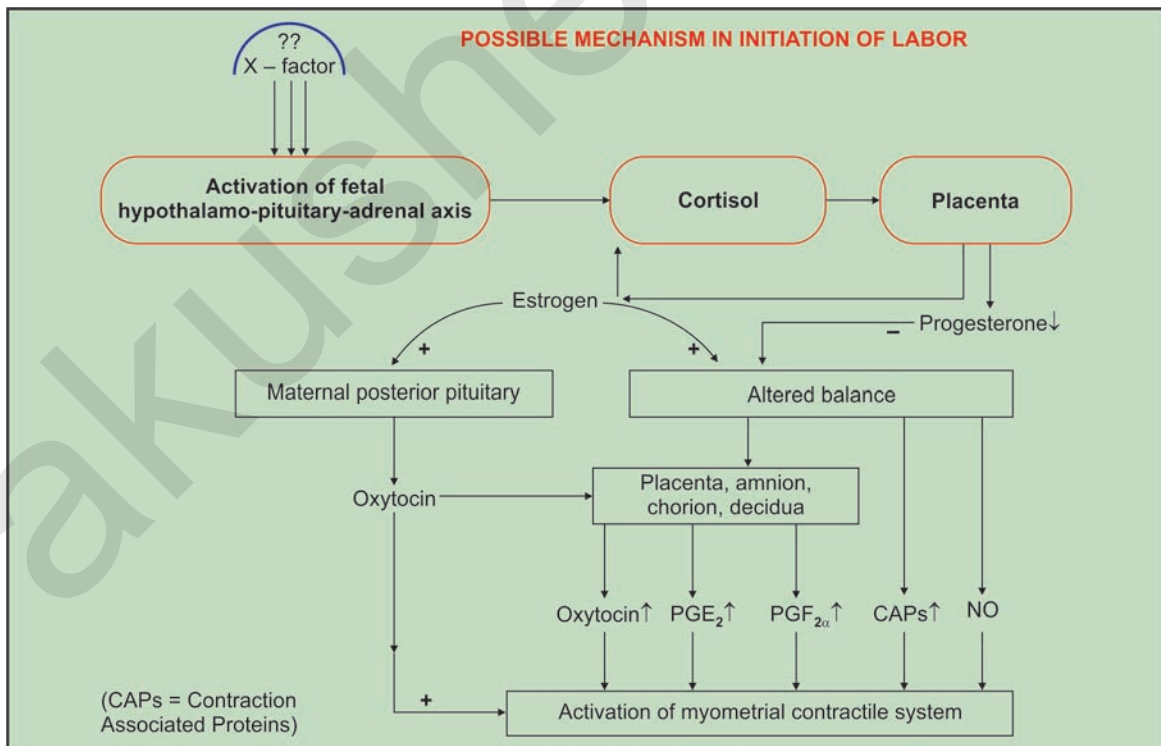 POSSIBLE MECHANISM IN INITIATION OF LABOR
??
X – factor
Activation of fetal
hypothalamo-pituitary-adrenal axis
Cortisol
Placenta
Estrogen
Progesterone↓
–
+
+
Maternal posterior pituitary
Altered balance
Oxytocin
Placenta, amnion,
chorion, decidua
Oxytocin↑
PGE₂↑
PGF₂α↑
CAPs↑
NO
(CAPs = Contraction
Associated Proteins)
+
Activation of myometrial contractile system
akushe